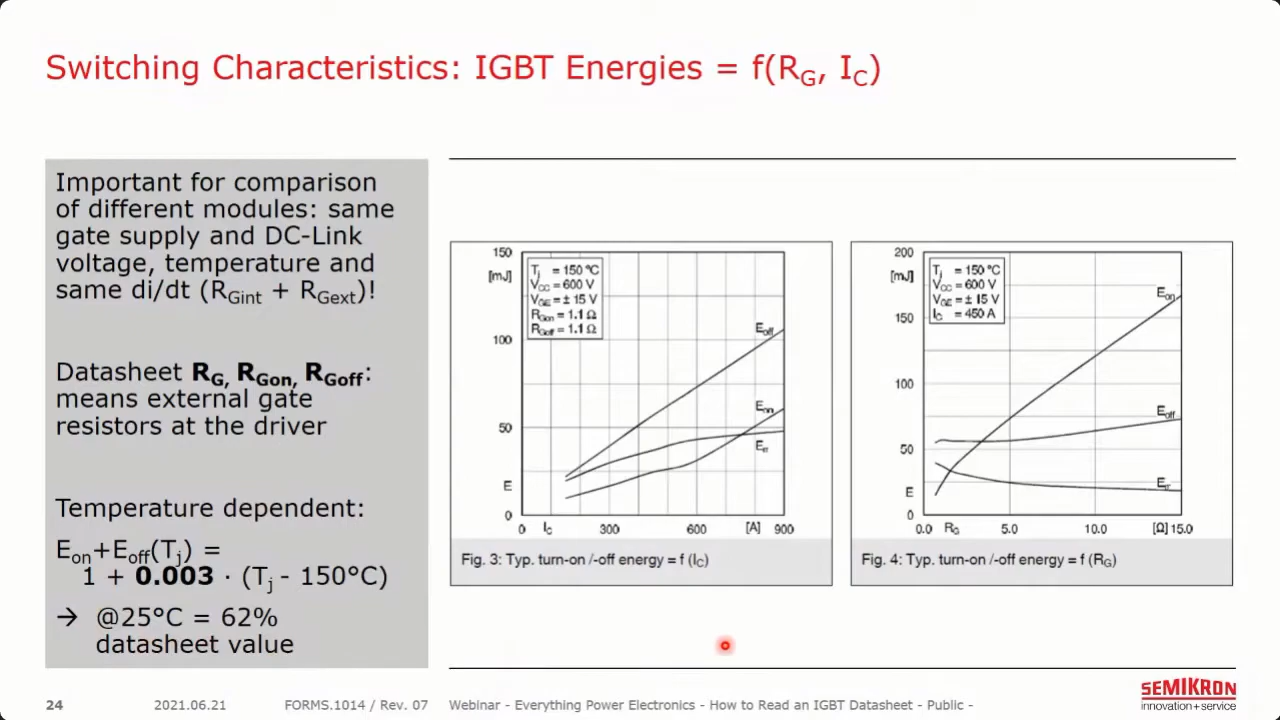 Switching Characteristics: IGBT Energies = f(RG, IC)
Important for comparison
of different modules: same
gate supply and DC-Link
voltage, temperature and
same di/dt (RGint + RGext)!
Datasheet RG, RGon, RGoff:
means external gate
resistors at the driver
Temperature dependent:
Eon+Eoff(Tj) =
1 + 0.003 · (Tj - 150°C)
→ @25°C = 62%
datasheet value
150
[mJ]
100
50
E
0
Tj = 150 °C
VCC = 600 V
VGE = ± 15 V
RGon = 1.1 Ω
RGoff = 1.1 Ω
Eoff
Eon
Err
0 IC 300 600 [A] 900
Fig. 3: Typ. turn-on /-off energy = f (IC)
200
[mJ]
150
100
50
E
0
Tj = 150 °C
VCC = 600 V
VGE = ± 15 V
IC = 450 A
Eon
Eoff
Err
0.0 RG 5.0 10.0 [Ω] 15.0
Fig. 4: Typ. turn-on /-off energy = f (RG)
24 2021.06.21 FORMS.1014 / Rev. 07 Webinar - Everything Power Electronics - How to Read an IGBT Datasheet - Public -
SEMIKRON
innovation+service